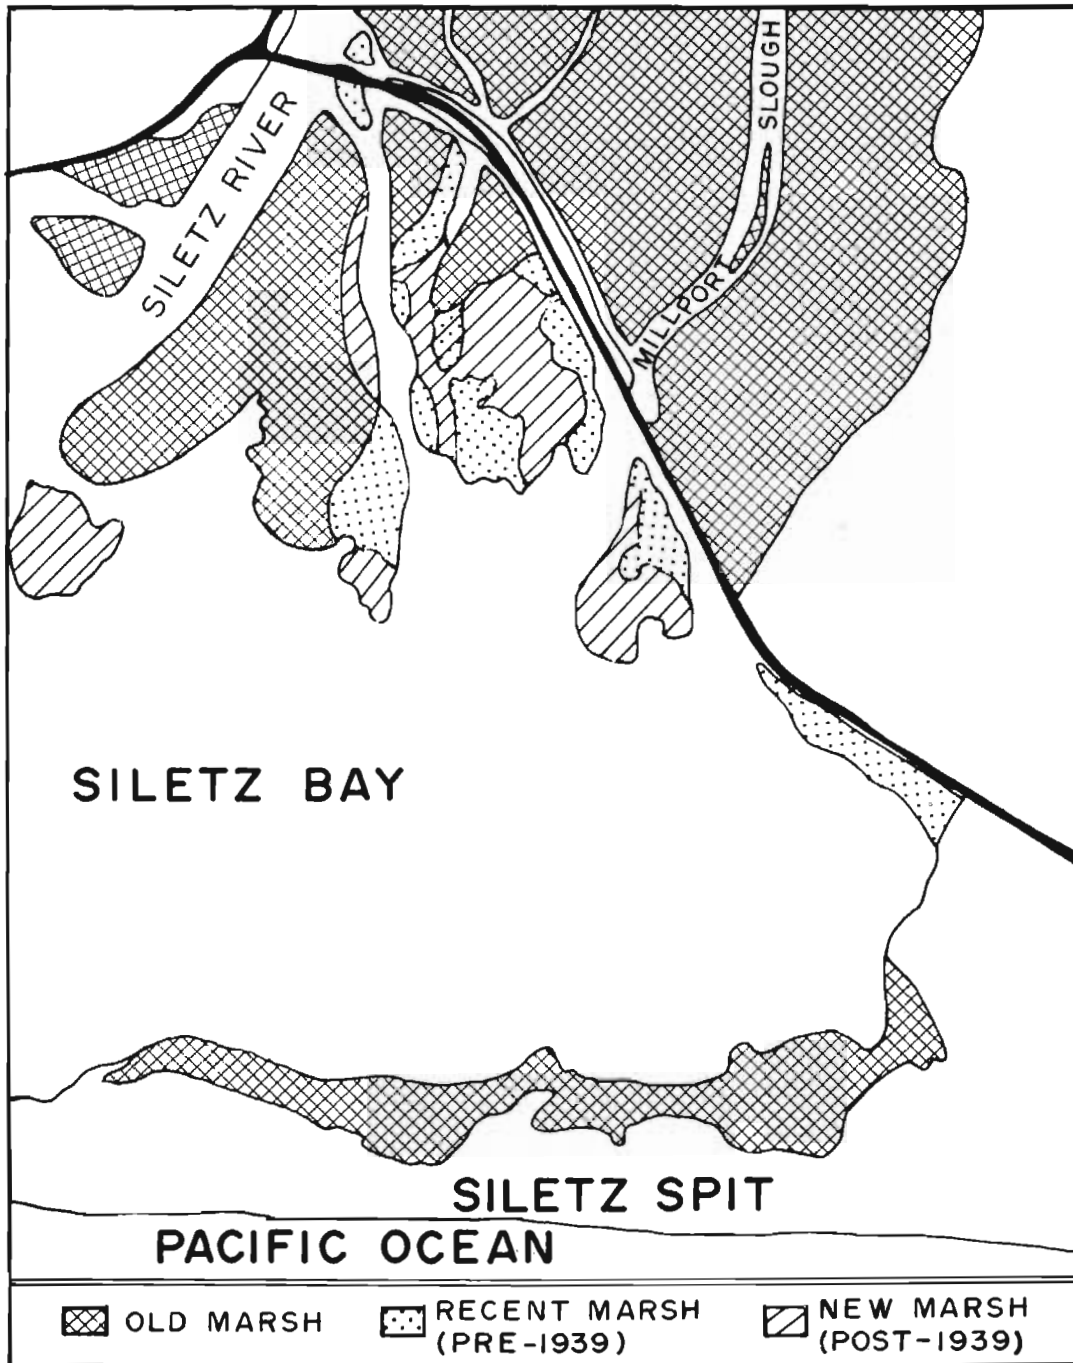 SLOUGH
SILETZ RIVER
MILLPORT
SILETZ BAY
SILETZ SPIT
PACIFIC OCEAN
OLD MARSH
RECENT MARSH
(PRE-1939)
NEW MARSH
(POST-1939)